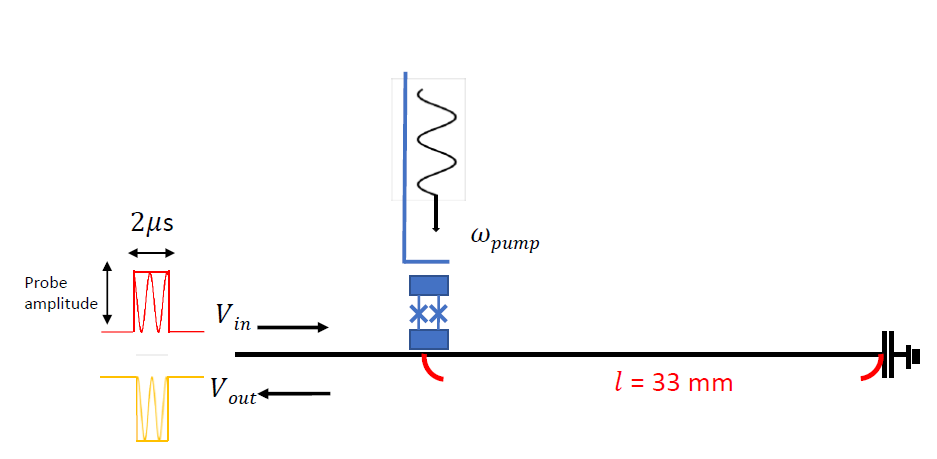 2μs
Probe
amplitude
V_in
ω_pump
V_out
l = 33 mm